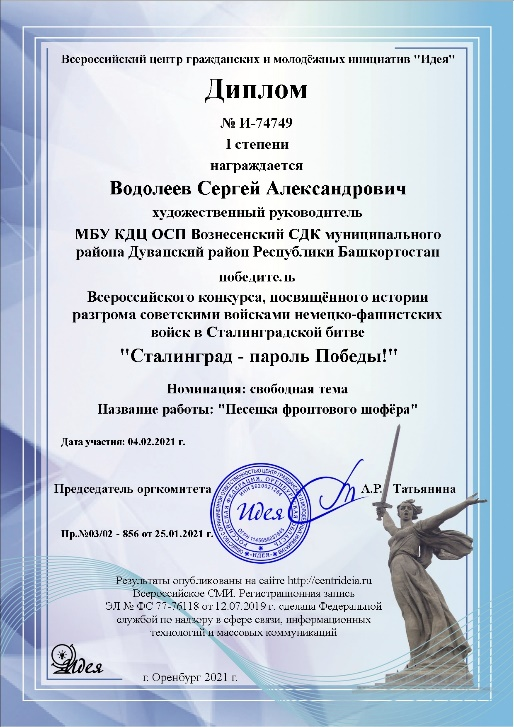 Всероссийский центр гражданских и молодёжных инициатив "Идея"
Диплом
№ И-74749
I степени
награждается
Водолеев Сергей Александрович
художественный руководитель
МБУ КДЦ ОСП Вознесенский СДК муниципального
района Дуванский район Республики Башкортостан
победитель
Всероссийского конкурса, посвящённого истории
разгрома советскими войсками немецко-фашистских
войск в Сталинградской битве
"Сталинград - пароль Победы!"
Номинация: свободная тема
Название работы: "Песенка фронтового шофёра"
Дата участия: 04.02.2021 г.
Председатель оргкомитета
А.Р. Татьянина
Идея
Пр.№03/02 - 856 от 25.01.2021 г.
Результаты опубликованы на сайте http://centrideia.ru
Всероссийское СМИ. Регистрационная запись
ЭЛ № ФС 77-76118 от 12.07.2019 г. сделана Федеральной
службой по надзору в сфере связи, информационных
технологий и массовых коммуникаций
Идея
г. Оренбург 2021 г.